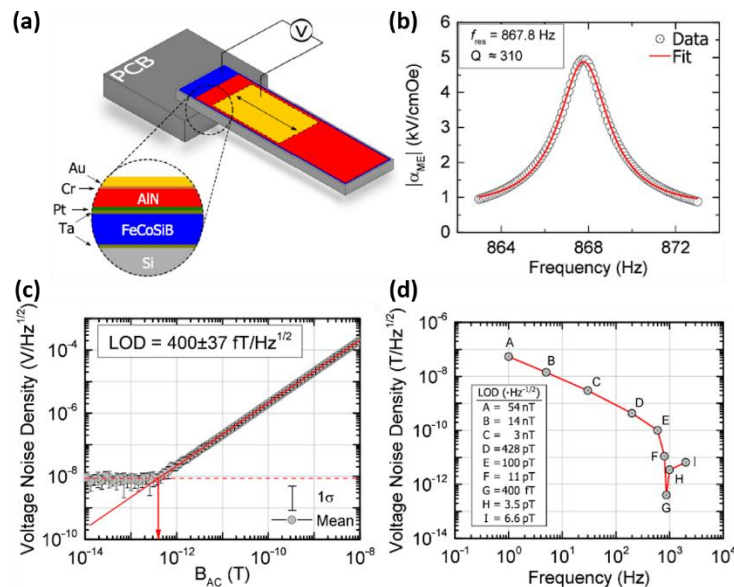 (a)
V
PCB
Au
Cr
Pt
Ta
AlN
FeCoSiB
Si
(b)
f_res = 867.8 Hz
Q ≈ 310
Data
Fit
|α_ME| (kV/cmOe)
6
5
4
3
2
1
0
864 868 872
Frequency (Hz)
(c)
LOD = 400±37 fT/Hz^1/2
Voltage Noise Density (V/Hz^1/2)
10^-4
10^-6
10^-8
10^-10
1σ
Mean
10^-14 10^-12 10^-10 10^-8
B_AC (T)
(d)
Voltage Noise Density (T/Hz^1/2)
10^-6
10^-8
10^-10
10^-12
10^-14
A
B
C
D
E
F
G
H
I
LOD (·Hz^-1/2)
A = 54 nT
B = 14 nT
C = 3 nT
D = 428 pT
E = 100 pT
F = 11 pT
G = 400 fT
H = 3.5 pT
I = 6.6 pT
10^-1 10^0 10^1 10^2 10^3 10^4
Frequency (Hz)